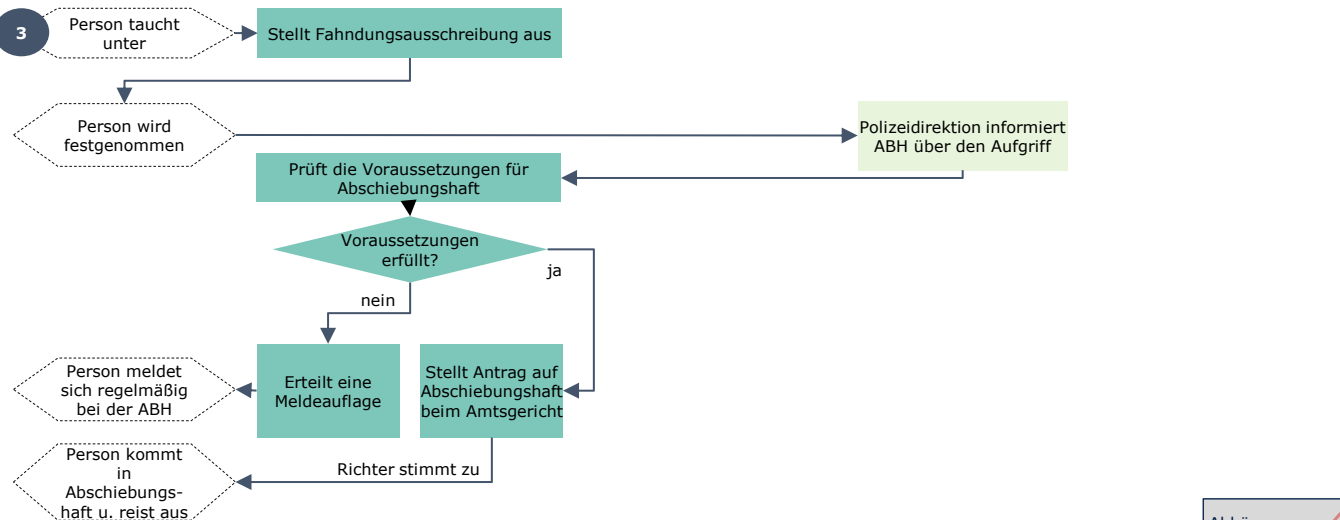 3
Person taucht
unter
Stellt Fahndungsausschreibung aus
Person wird
festgenommen
Polizeidirektion informiert
ABH über den Aufgriff
Prüft die Voraussetzungen für
Abschiebungshaft
Voraussetzungen
erfüllt?
ja
nein
Person meldet
sich regelmäßig
bei der ABH
Erteilt eine
Meldeauflage
Stellt Antrag auf
Abschiebungshaft
beim Amtsgericht
Person kommt
in
Abschiebungs-
haft u. reist aus
Richter stimmt zu